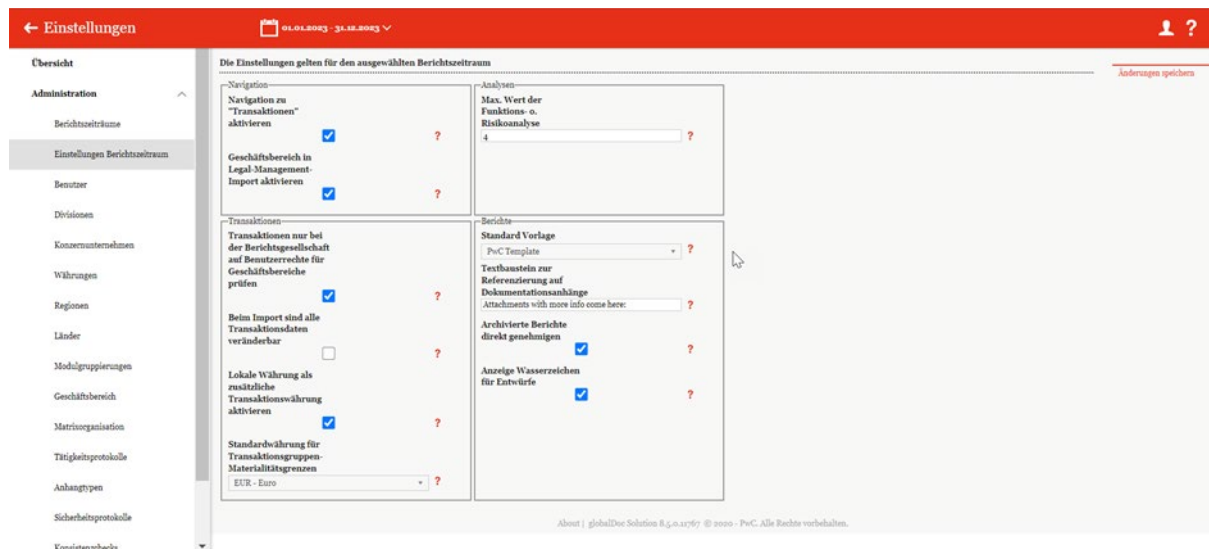 ← Einstellungen
01.01.2023 - 31.12.2023
?
Übersicht
Administration
Berichtszeiträume
Einstellungen Berichtszeitraum
Benutzer
Divisionen
Konzernunternehmen
Währungen
Regionen
Länder
Modulgruppierungen
Geschäftsbereich
Matrixorganisation
Tätigkeitsprotokolle
Anhangtypen
Sicherheitsprotokolle
Konsistenzchecks
Die Einstellungen gelten für den ausgewählten Berichtszeitraum
Änderungen speichern
Navigation
Navigation zu
"Transaktionen"
aktivieren
?
Geschäftsbereich in
Legal-Management-
Import aktivieren
?
Analysen
Max. Wert der
Funktions- o.
Risikoanalyse
4
?
Transaktionen
Transaktionen nur bei
der Berichtsgesellschaft
auf Benutzerrechte für
Geschäftsbereiche
prüfen
?
Beim Import sind alle
Transaktionsdaten
veränderbar
?
Lokale Währung als
zusätzliche
Transaktionswährung
aktivieren
?
Standardwährung für
Transaktionsgruppen-
Materialitätsgrenzen
EUR - Euro
?
Berichte
Standard Vorlage
PwC Template
?
Textbaustein zur
Referenzierung auf
Dokumentationsanhänge
Attachments with more info come here:
?
Archivierte Berichte
direkt genehmigen
?
Anzeige Wasserzeichen
für Entwürfe
?
About | globalDoc Solution 8.5.0.11767 © 2020 - PwC. Alle Rechte vorbehalten.